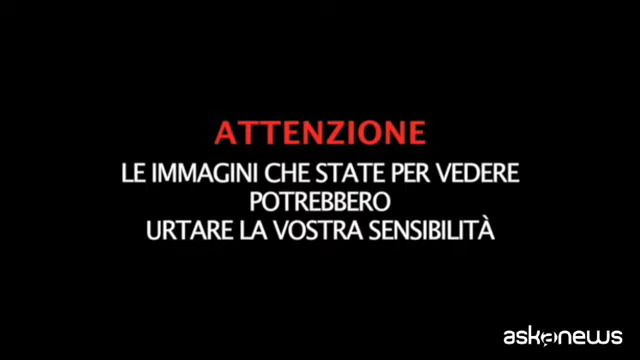 ATTENZIONE
LE IMMAGINI CHE STATE PER VEDERE
POTREBBERO
URTARE LA VOSTRA SENSIBILITÀ
askanews